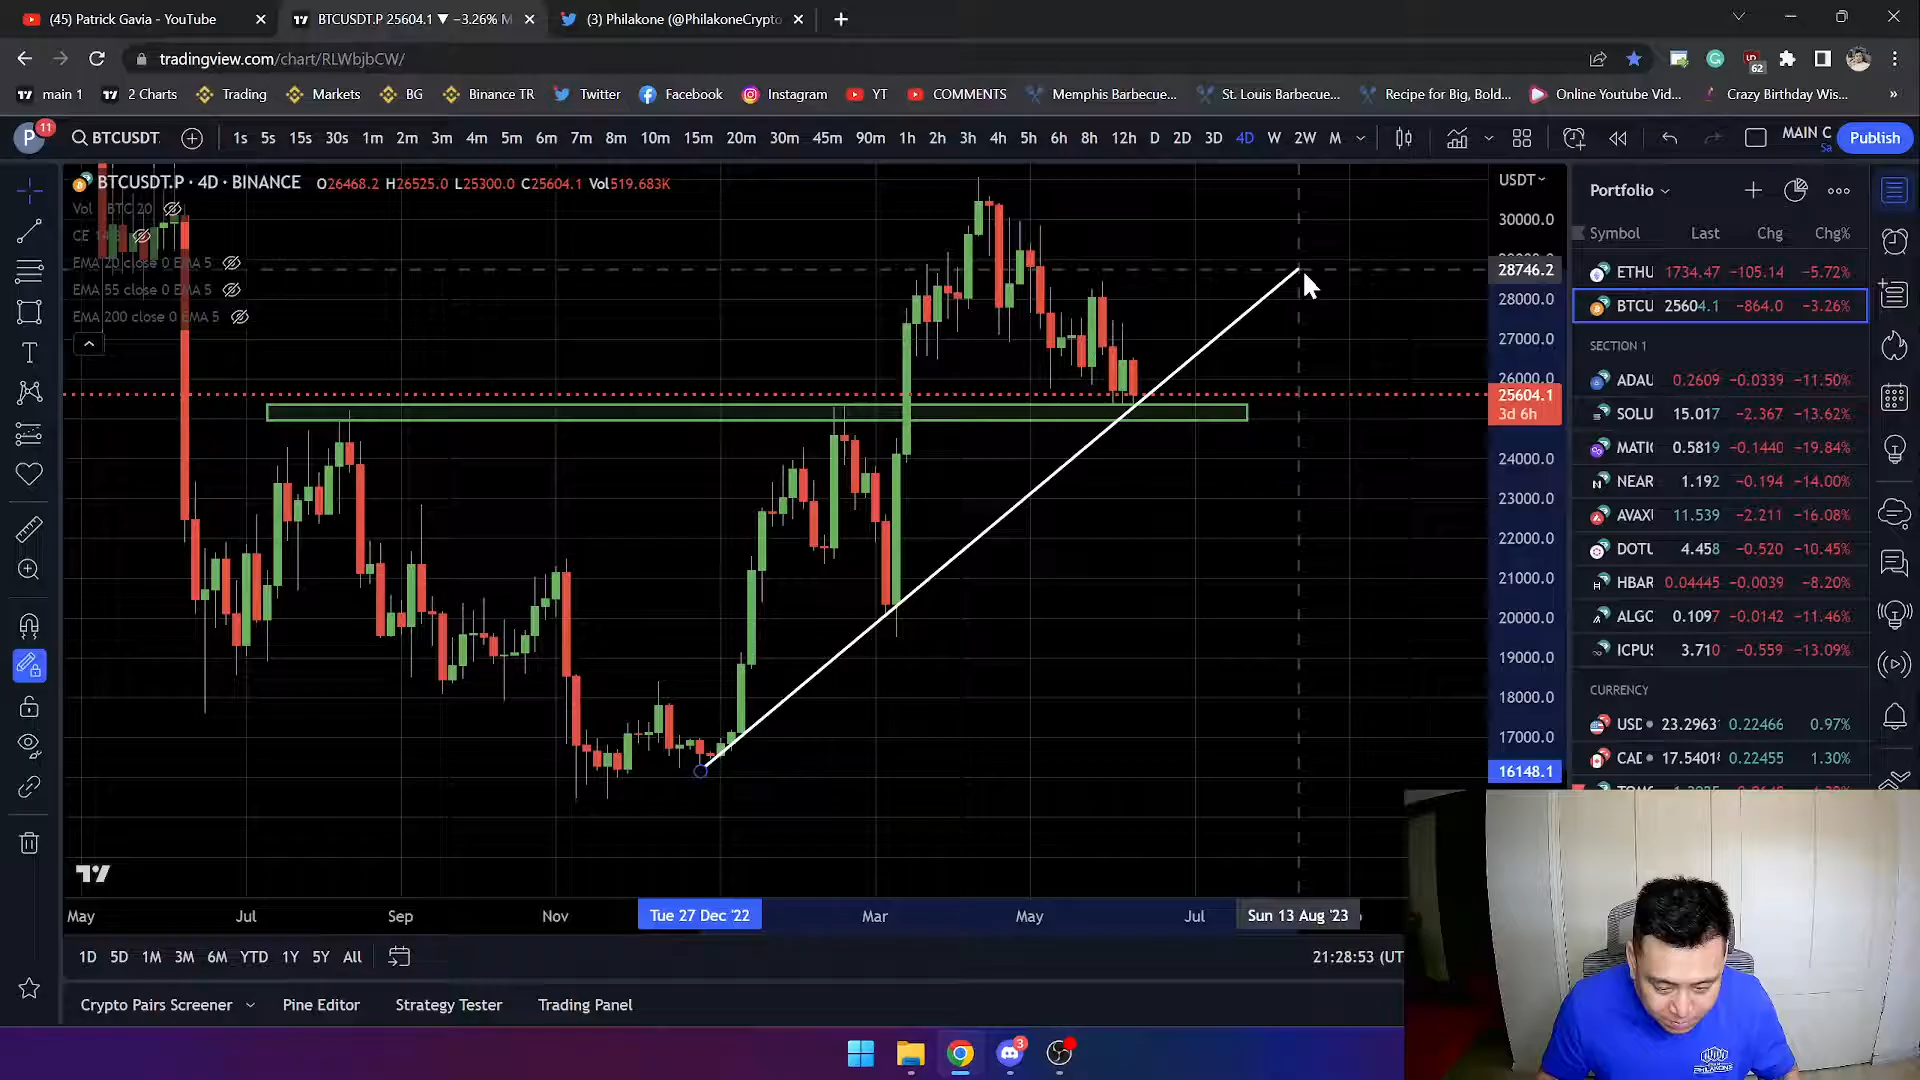 (45) Patrick Gavia - YouTube
BTCUSDT.P 25604.1 ▼ −3.26% M
(3) Philakone (@PhilakoneCrypto
tradingview.com/chart/RLWbjbCW/
62
main 1
2 Charts
Trading
Markets
BG
Binance TR
Twitter
Facebook
Instagram
YT
COMMENTS
Memphis Barbecue...
St. Louis Barbecue...
Recipe for Big, Bold...
Online Youtube Vid...
Crazy Birthday Wis...
»
P 11
BTCUSDT.
1s 5s 15s 30s 1m 2m 3m 4m 5m 6m 7m 8m 10m 15m 20m 30m 45m 90m 1h 2h 3h 4h 5h 6h 8h 12h D 2D 3D 4D W 2W M
MAIN C
Sa
Publish
BTCUSDT.P · 4D · BINANCE O26468.2 H26525.0 L25300.0 C25604.1 Vol519.683K
Vol · BTC 20
EMA 20 close 0 EMA 5
EMA 55 close 0 EMA 5
EMA 200 close 0 EMA 5
USDT
30000.0
28746.2
28000.0
27000.0
26000.0
25604.1
3d 6h
24000.0
23000.0
22000.0
21000.0
20000.0
19000.0
18000.0
17000.0
16148.1
Portfolio
Symbol Last Chg Chg%
ETHU 1734.47 −105.14 −5.72%
BTCU 25604.1 −864.0 −3.26%
SECTION 1
ADAU 0.2609 −0.0339 −11.50%
SOLU 15.017 −2.367 −13.62%
MATIC 0.5819 −0.1440 −19.84%
NEAR 1.192 −0.194 −14.00%
AVAXU 11.539 −2.211 −16.08%
DOTU 4.458 −0.520 −10.45%
HBAR 0.04445 −0.0039 −8.20%
ALGO 0.1097 −0.0142 −11.46%
ICPUS 3.710 −0.559 −13.09%
CURRENCY
USD 23.2963 0.22466 0.97%
CAD 17.5401 0.22455 1.30%
May Jul Sep Nov Tue 27 Dec '22 Mar May Jul Sun 13 Aug '23
1D 5D 1M 3M 6M YTD 1Y 5Y All
21:28:53 (UT
Crypto Pairs Screener
Pine Editor
Strategy Tester
Trading Panel
3
PHILAKONE